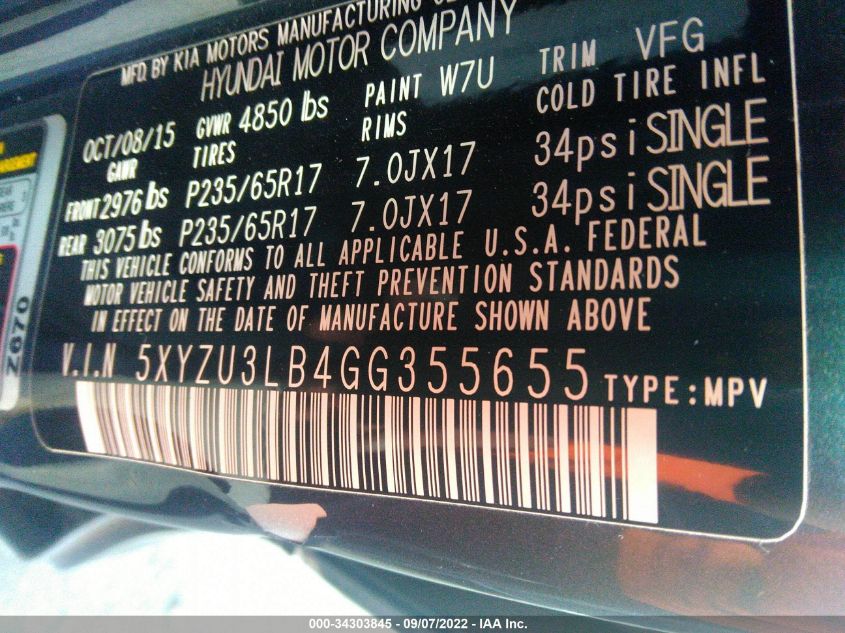 MFD. BY KIA MOTORS MANUFACTURING
HYUNDAI MOTOR COMPANY
OCT/08/15 GVWR 4850 lbs PAINT W7U TRIM VFG
GAWR TIRES RIMS COLD TIRE INFL
FRONT 2976 lbs P235/65R17 7.0JX17 34psi SINGLE
REAR 3075 lbs P235/65R17 7.0JX17 34psi SINGLE
THIS VEHICLE CONFORMS TO ALL APPLICABLE U.S.A. FEDERAL
MOTOR VEHICLE SAFETY AND THEFT PREVENTION STANDARDS
IN EFFECT ON THE DATE OF MANUFACTURE SHOWN ABOVE
V.I.N 5XYZU3LB4GG355655 TYPE:MPV
Z670
000-34303845 - 09/07/2022 - IAA Inc.